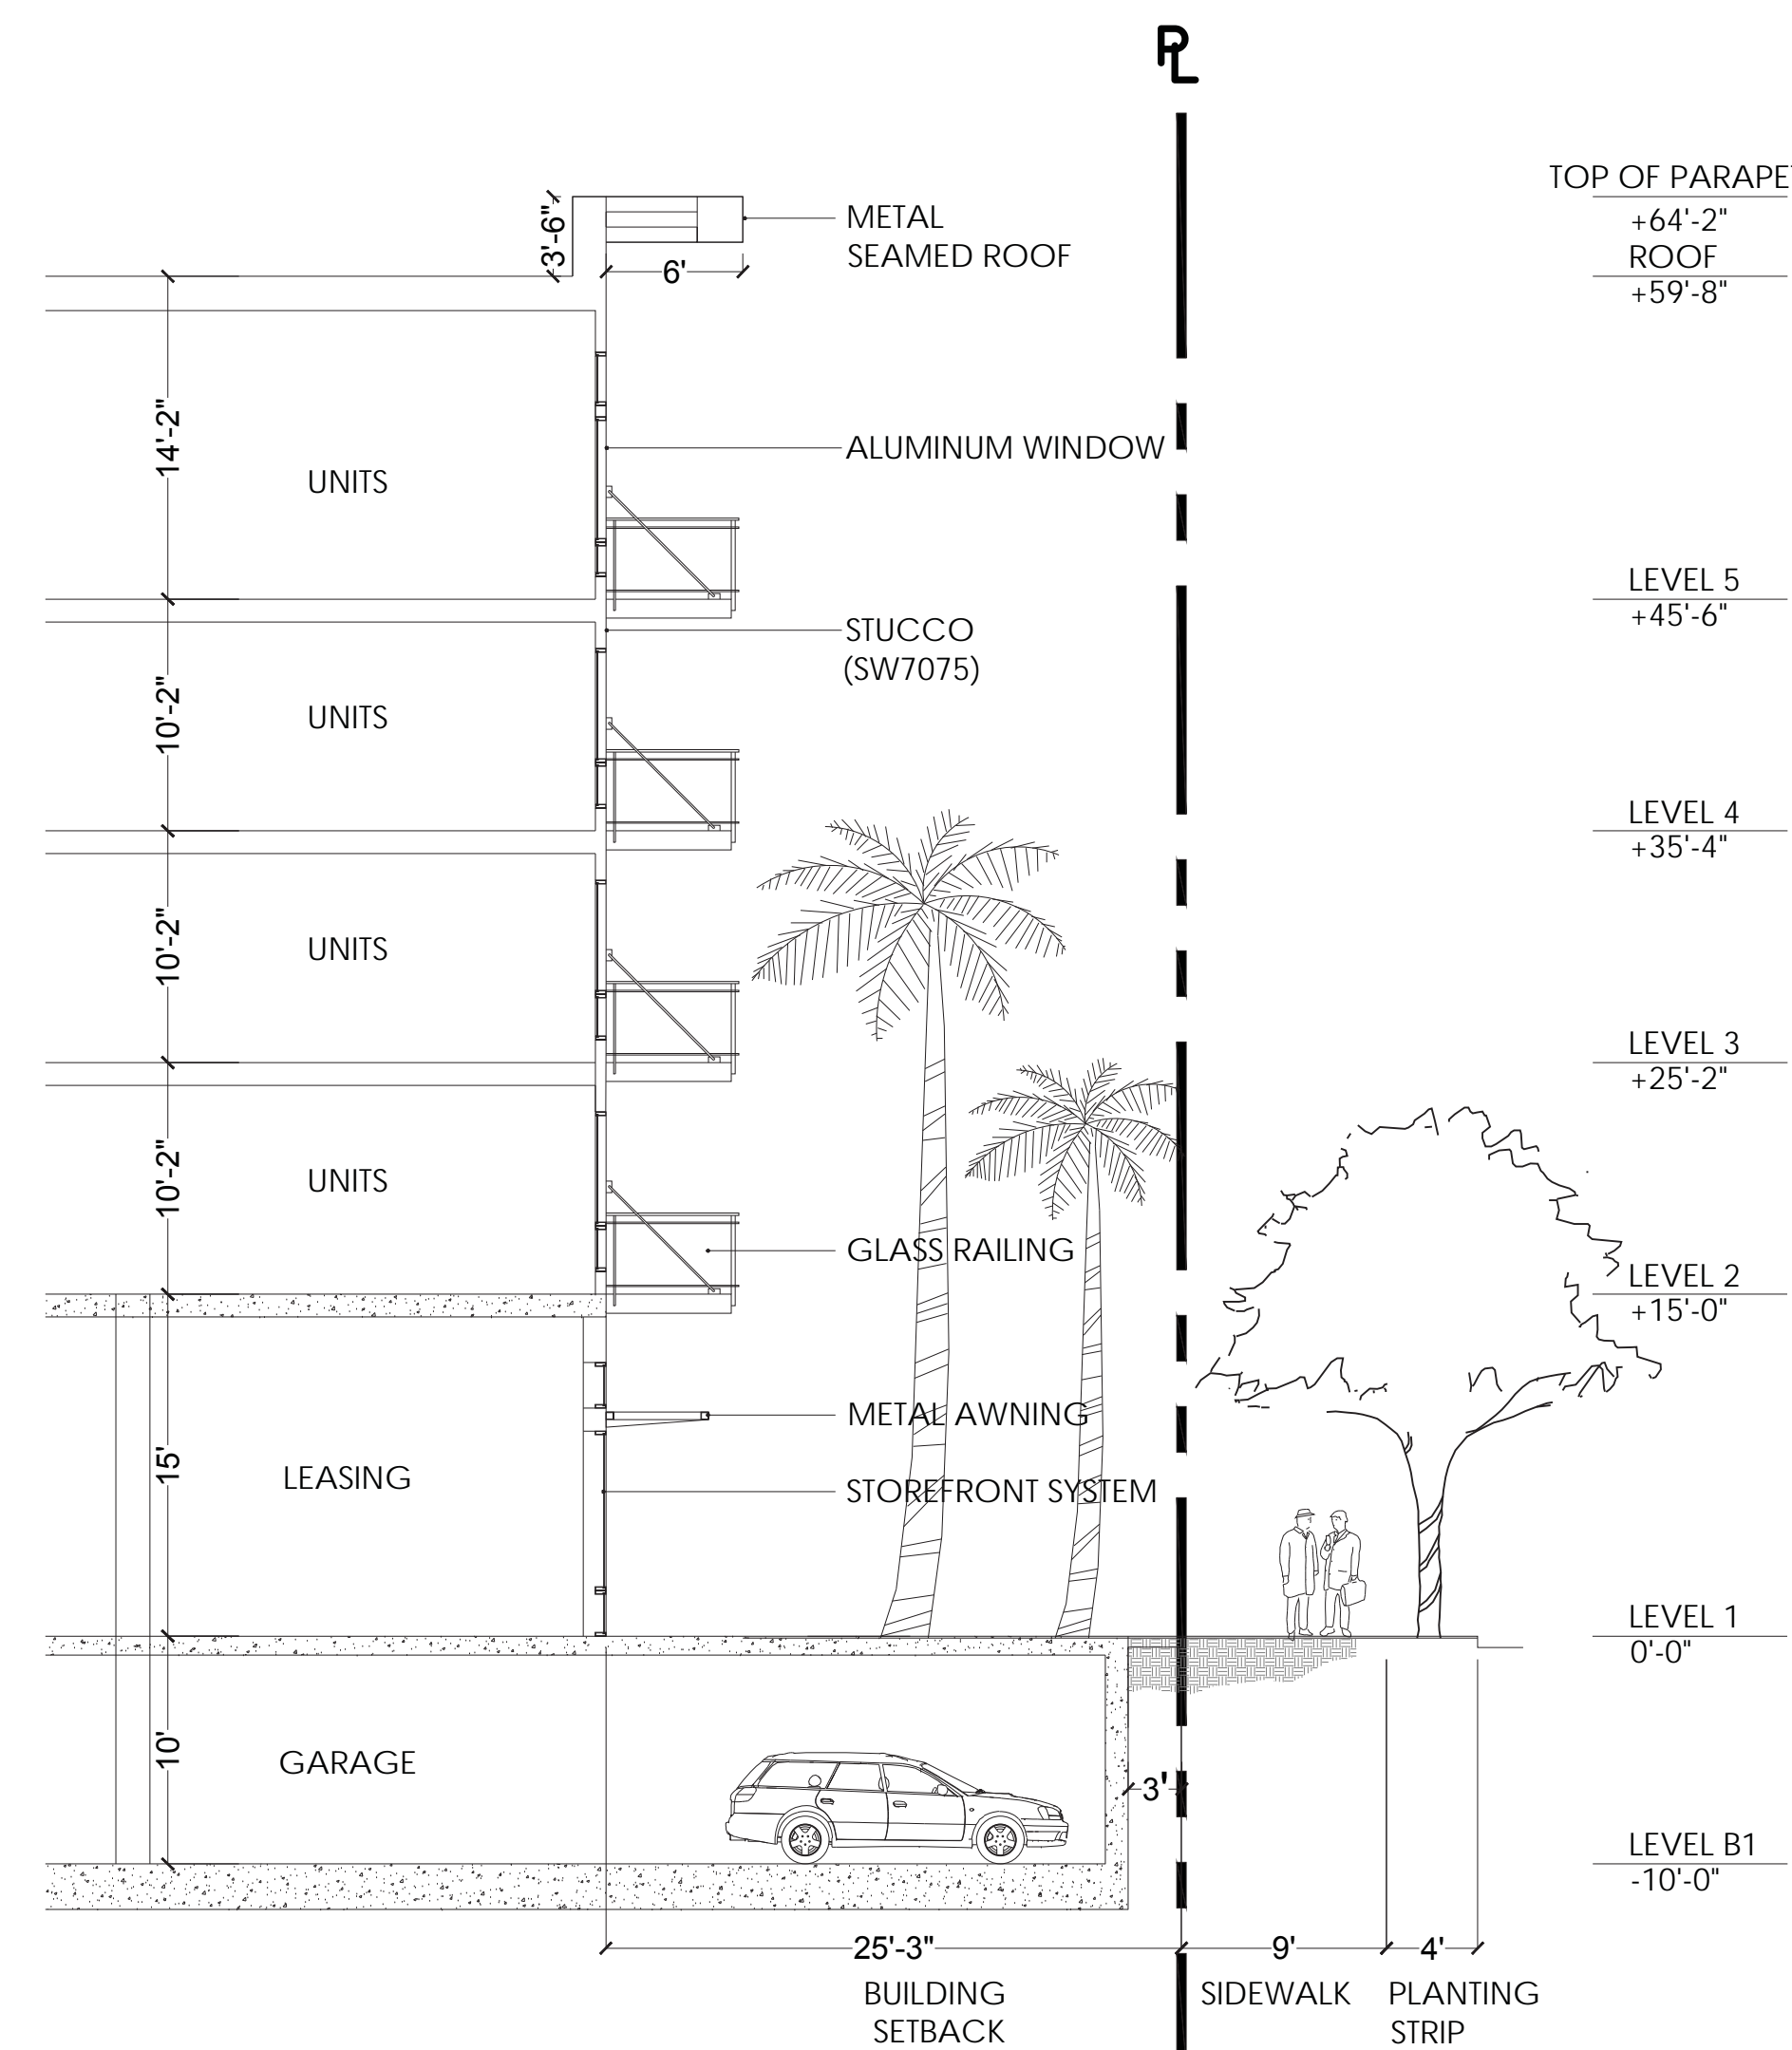 PL
TOP OF PARAPE
+64'-2"
ROOF
+59'-8"
3'-6"
6'
METAL
SEAMED ROOF
14'-2"
UNITS
ALUMINUM WINDOW
LEVEL 5
+45'-6"
STUCCO
(SW7075)
10'-2"
UNITS
LEVEL 4
+35'-4"
10'-2"
UNITS
LEVEL 3
+25'-2"
10'-2"
UNITS
GLASS RAILING
LEVEL 2
+15'-0"
METAL AWNING
15'
LEASING
STOREFRONT SYSTEM
LEVEL 1
0'-0"
10'
GARAGE
3'
LEVEL B1
-10'-0"
25'-3"
9'
4'
BUILDING
SETBACK
SIDEWALK
PLANTING
STRIP